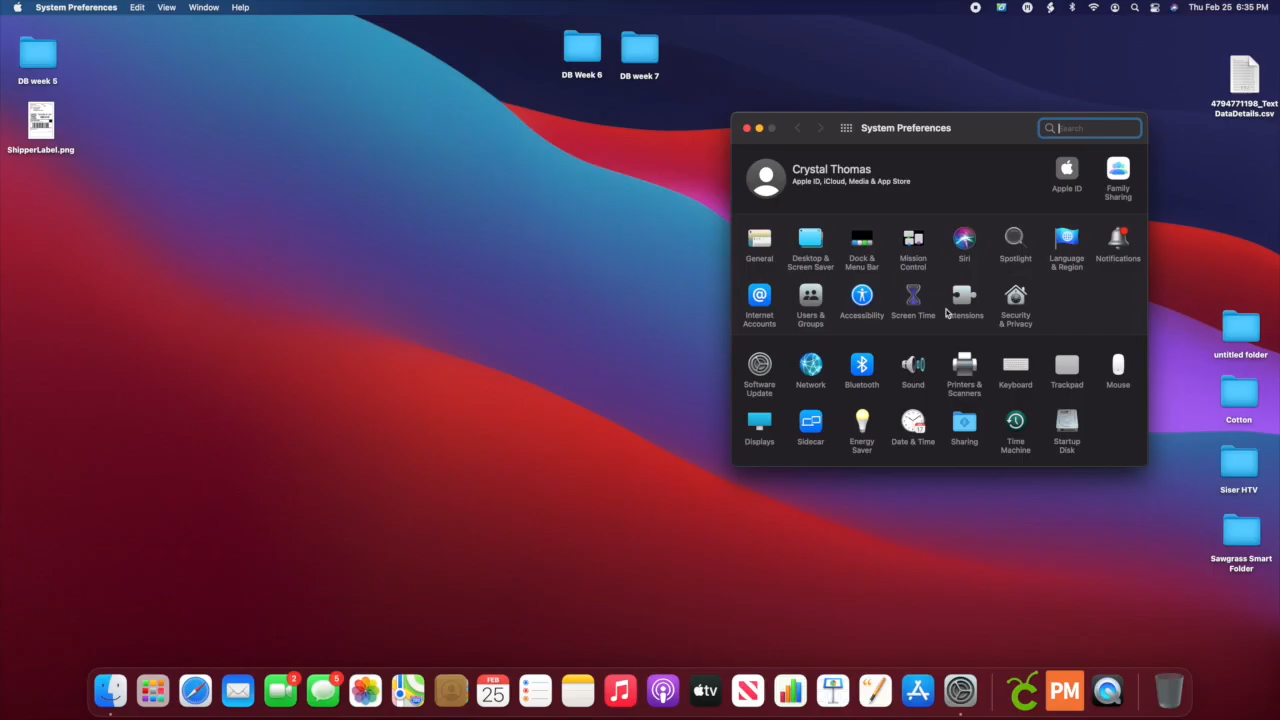 System Preferences Edit View Window Help
Thu Feb 25 6:35 PM
DB week 5
ShipperLabel.png
DB Week 6
DB week 7
4794771198_Text
DataDetails.csv
System Preferences
Search
Crystal Thomas
Apple ID, iCloud, Media & App Store
Apple ID
Family
Sharing
General
Desktop &
Screen Saver
Dock &
Menu Bar
Mission
Control
Siri
Spotlight
Language
& Region
Notifications
Internet
Accounts
Users &
Groups
Accessibility
Screen Time
Extensions
Security
& Privacy
Software
Update
Network
Bluetooth
Sound
Printers &
Scanners
Keyboard
Trackpad
Mouse
Displays
Sidecar
Energy
Saver
Date & Time
Sharing
Time
Machine
Startup
Disk
untitled folder
Cotton
Siser HTV
Sawgrass Smart
Folder
2
5
FEB
25
tv
PM